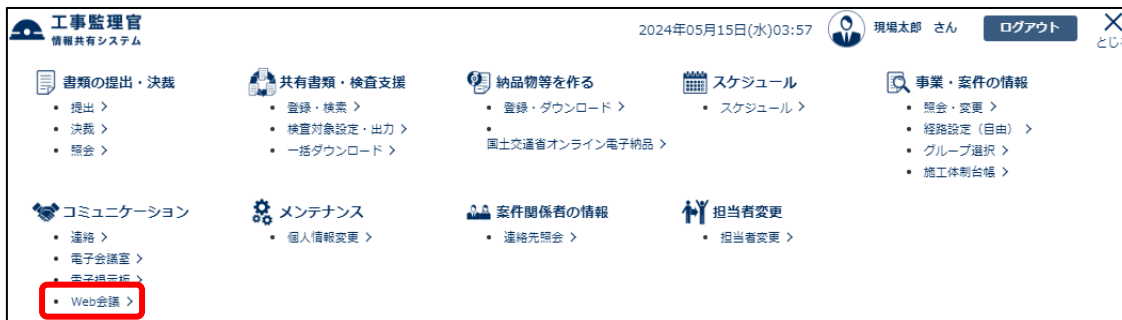 工事監理官
情報共有システム
2024年05月15日(水)03:57
現場太郎 さん
ログアウト
とじる
書類の提出・決裁
提出 >
決裁 >
照会 >
共有書類・検査支援
登録・検索 >
検査対象設定・出力 >
一括ダウンロード >
納品物等を作る
登録・ダウンロード >
国土交通省オンライン電子納品 >
スケジュール
スケジュール >
事業・案件の情報
照会・変更 >
経路設定（自由） >
グループ選択 >
施工体制台帳 >
コミュニケーション
連絡 >
電子会議室 >
電子掲示板 >
Web会議 >
メンテナンス
個人情報変更 >
案件関係者の情報
連絡先照会 >
担当者変更
担当者変更 >